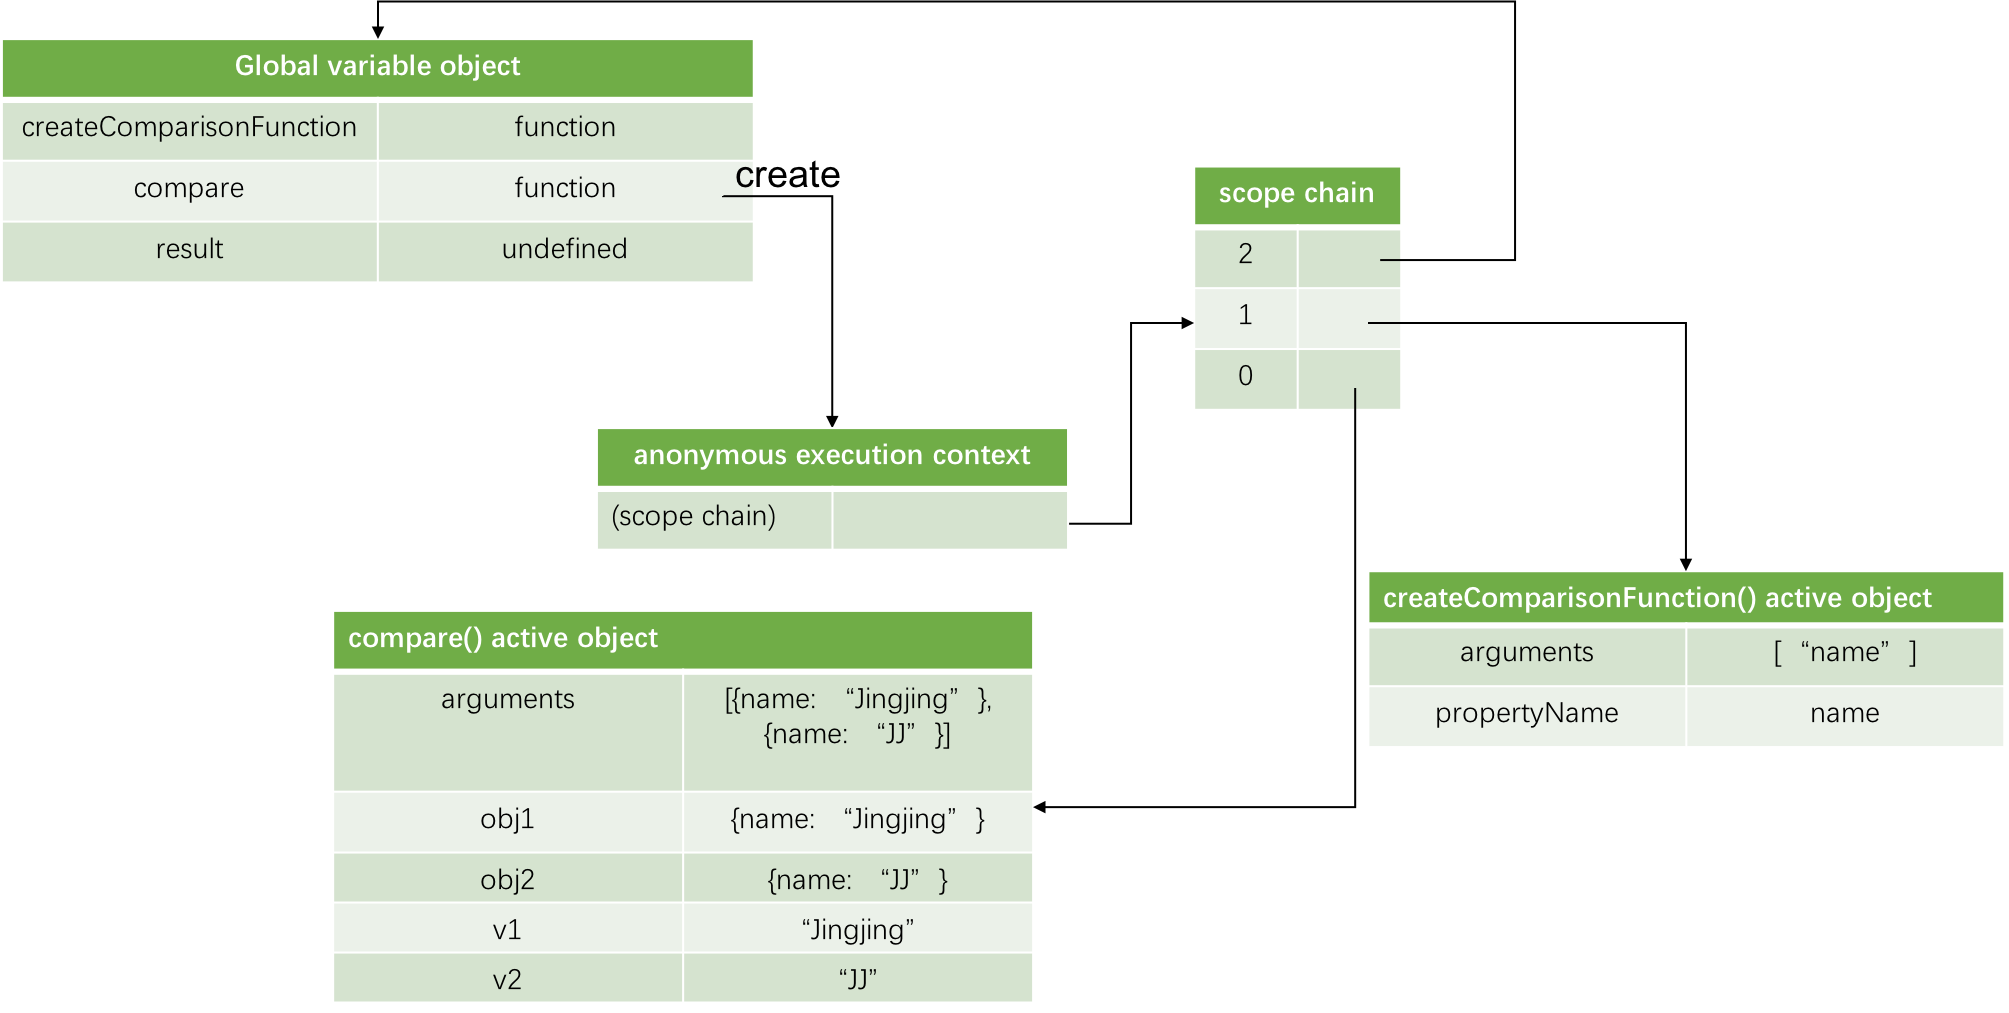 Global variable object
createComparisonFunction function
compare function
result undefined
create
scope chain
2
1
0
anonymous execution context
(scope chain)
compare() active object
arguments [{name: “Jingjing” },
{name: “JJ” }]
obj1 {name: “Jingjing” }
obj2 {name: “JJ” }
v1 “Jingjing”
v2 “JJ”
createComparisonFunction() active object
arguments [ “name” ]
propertyName name